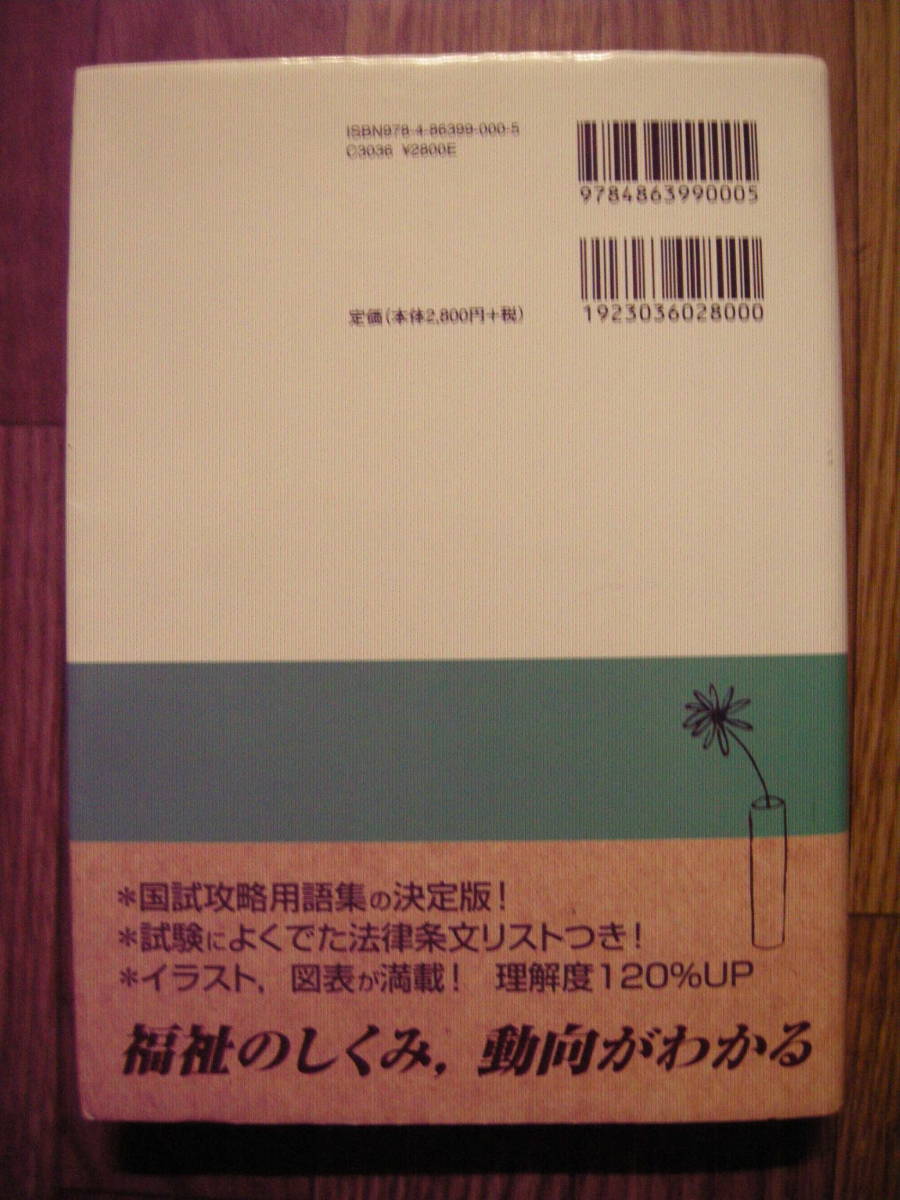 ISBN978-4-86399-000-5
C3036 ¥2800E
9784863990005
定価(本体2,800円+税)
1923036028000
*国試攻略用語集の決定版!
*試験によくでた法律条文リストつき!
*イラスト,図表が満載! 理解度120%UP
福祉のしくみ,動向がわかる